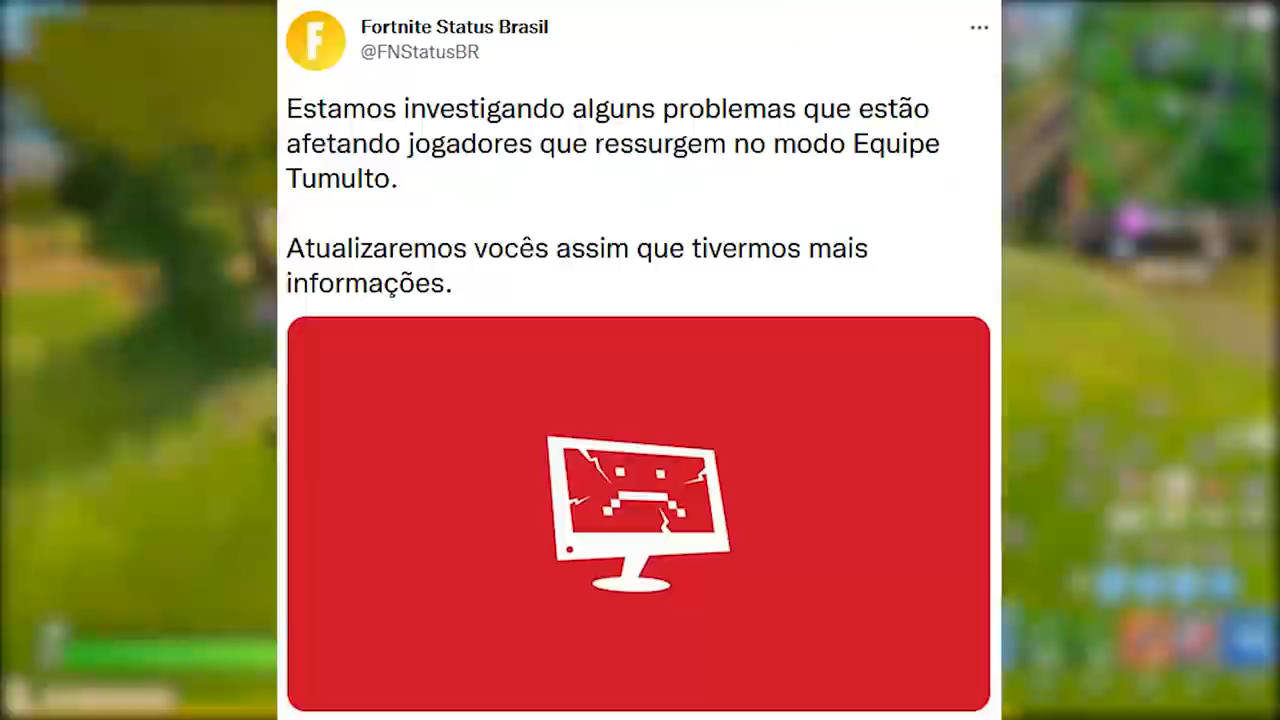 Fortnite Status Brasil
@FNStatusBR
Estamos investigando alguns problemas que estão
afetando jogadores que ressurgem no modo Equipe
Tumulto.
Atualizaremos vocês assim que tivermos mais
informações.